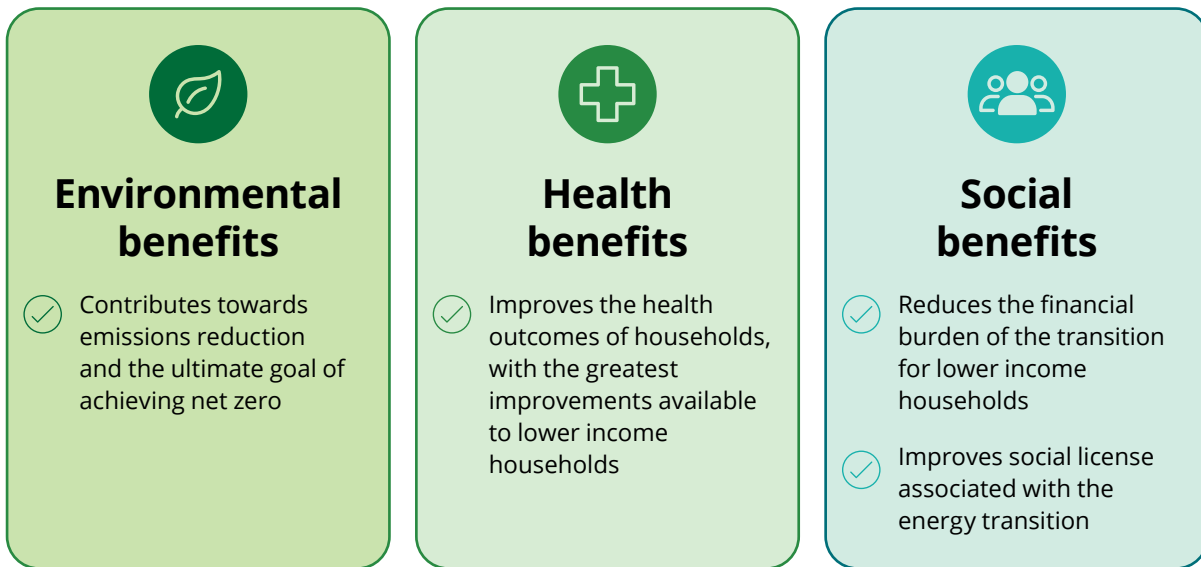 Environmental
benefits
Contributes towards
emissions reduction
and the ultimate goal of
achieving net zero
Health
benefits
Improves the health
outcomes of households,
with the greatest
improvements available
to lower income
households
Social
benefits
Reduces the financial
burden of the transition
for lower income
households
Improves social license
associated with the
energy transition